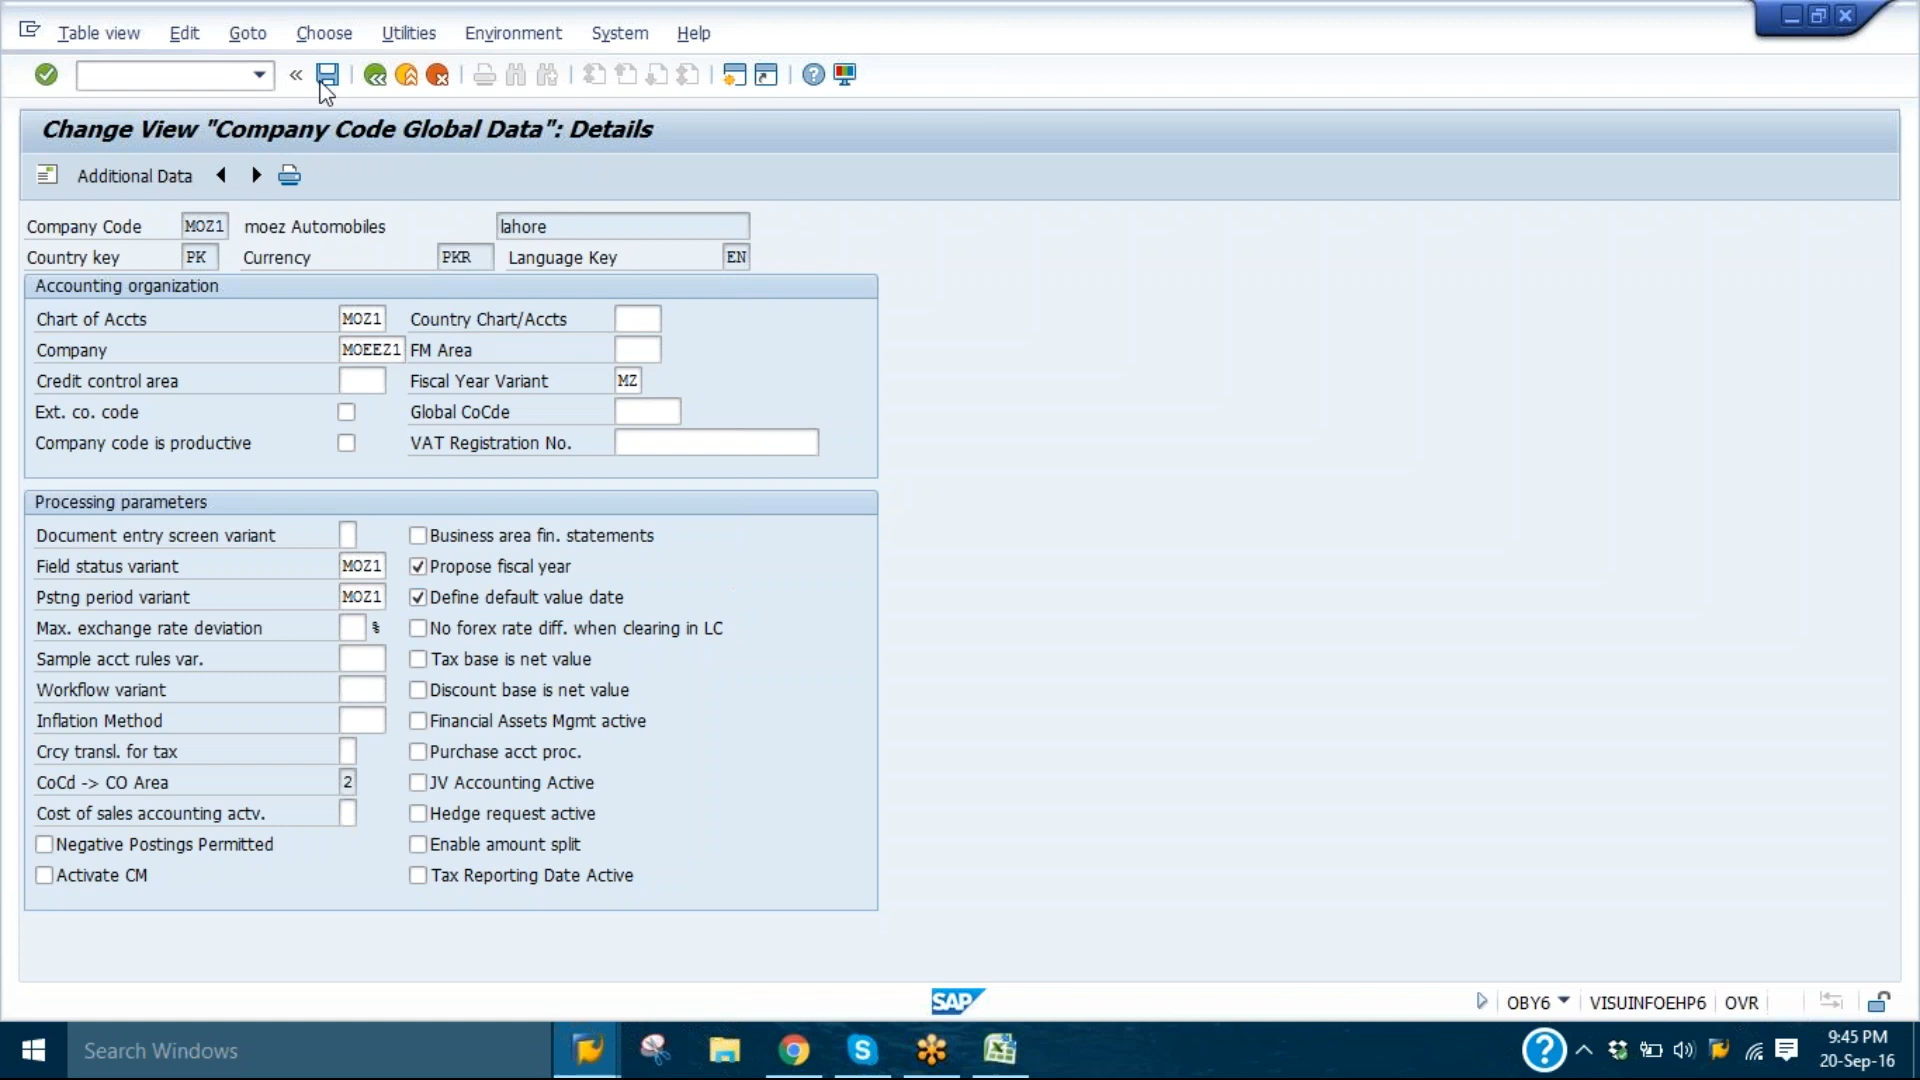 Table view Edit Goto Choose Utilities Environment System Help
Change View "Company Code Global Data": Details
Additional Data
Company Code MOZ1 moez Automobiles lahore
Country key PK Currency PKR Language Key EN
Accounting organization
Chart of Accts MOZ1 Country Chart/Accts
Company MOEEZ1 FM Area
Credit control area Fiscal Year Variant MZ
Ext. co. code Global CoCde
Company code is productive VAT Registration No.
Processing parameters
Document entry screen variant Business area fin. statements
Field status variant MOZ1 Propose fiscal year
Pstng period variant MOZ1 Define default value date
Max. exchange rate deviation % No forex rate diff. when clearing in LC
Sample acct rules var. Tax base is net value
Workflow variant Discount base is net value
Inflation Method Financial Assets Mgmt active
Crcy transl. for tax Purchase acct proc.
CoCd -> CO Area 2 JV Accounting Active
Cost of sales accounting actv. Hedge request active
Negative Postings Permitted Enable amount split
Activate CM Tax Reporting Date Active
SAP OBY6 VISUINFOEHP6 OVR
Search Windows 9:45 PM
20-Sep-16